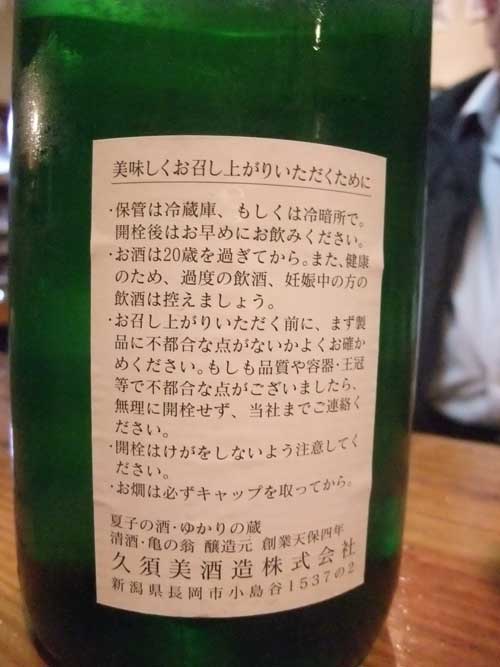 美味しくお召し上がりいただくために
・保管は冷蔵庫、もしくは冷暗所で。
開栓後はお早めにお飲みください。
・お酒は20歳を過ぎてから。また、健康
のため、過度の飲酒、妊娠中の方の
飲酒は控えましょう。
・お召し上がりいただく前に、まず製
品に不都合な点がないかよくお確か
めください。もしも品質や容器・王冠
等で不都合な点がございましたら、
無理に開栓せず、当社までご連絡く
ださい。
・開栓はけがをしないよう注意してく
ださい。
・お燗は必ずキャップを取ってから。
夏子の酒・ゆかりの蔵
清酒・亀の翁 醸造元 創業天保四年
久須美酒造株式会社
新潟県長岡市小島谷1537の2